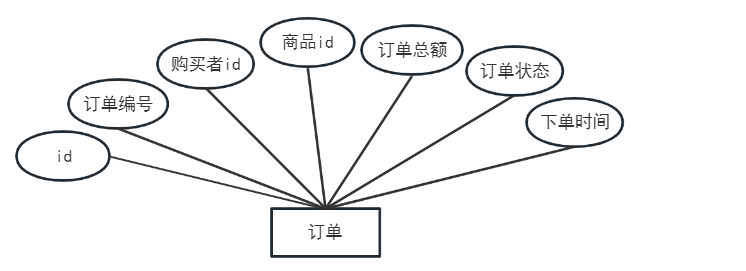 id
订单编号
购买者id
商品id
订单总额
订单状态
下单时间
订单